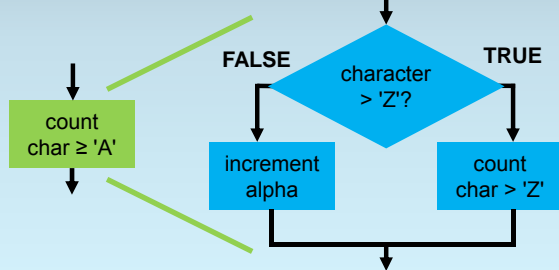 count
char ≥ 'A'
FALSE
TRUE
character
> 'Z'?
increment
alpha
count
char > 'Z'